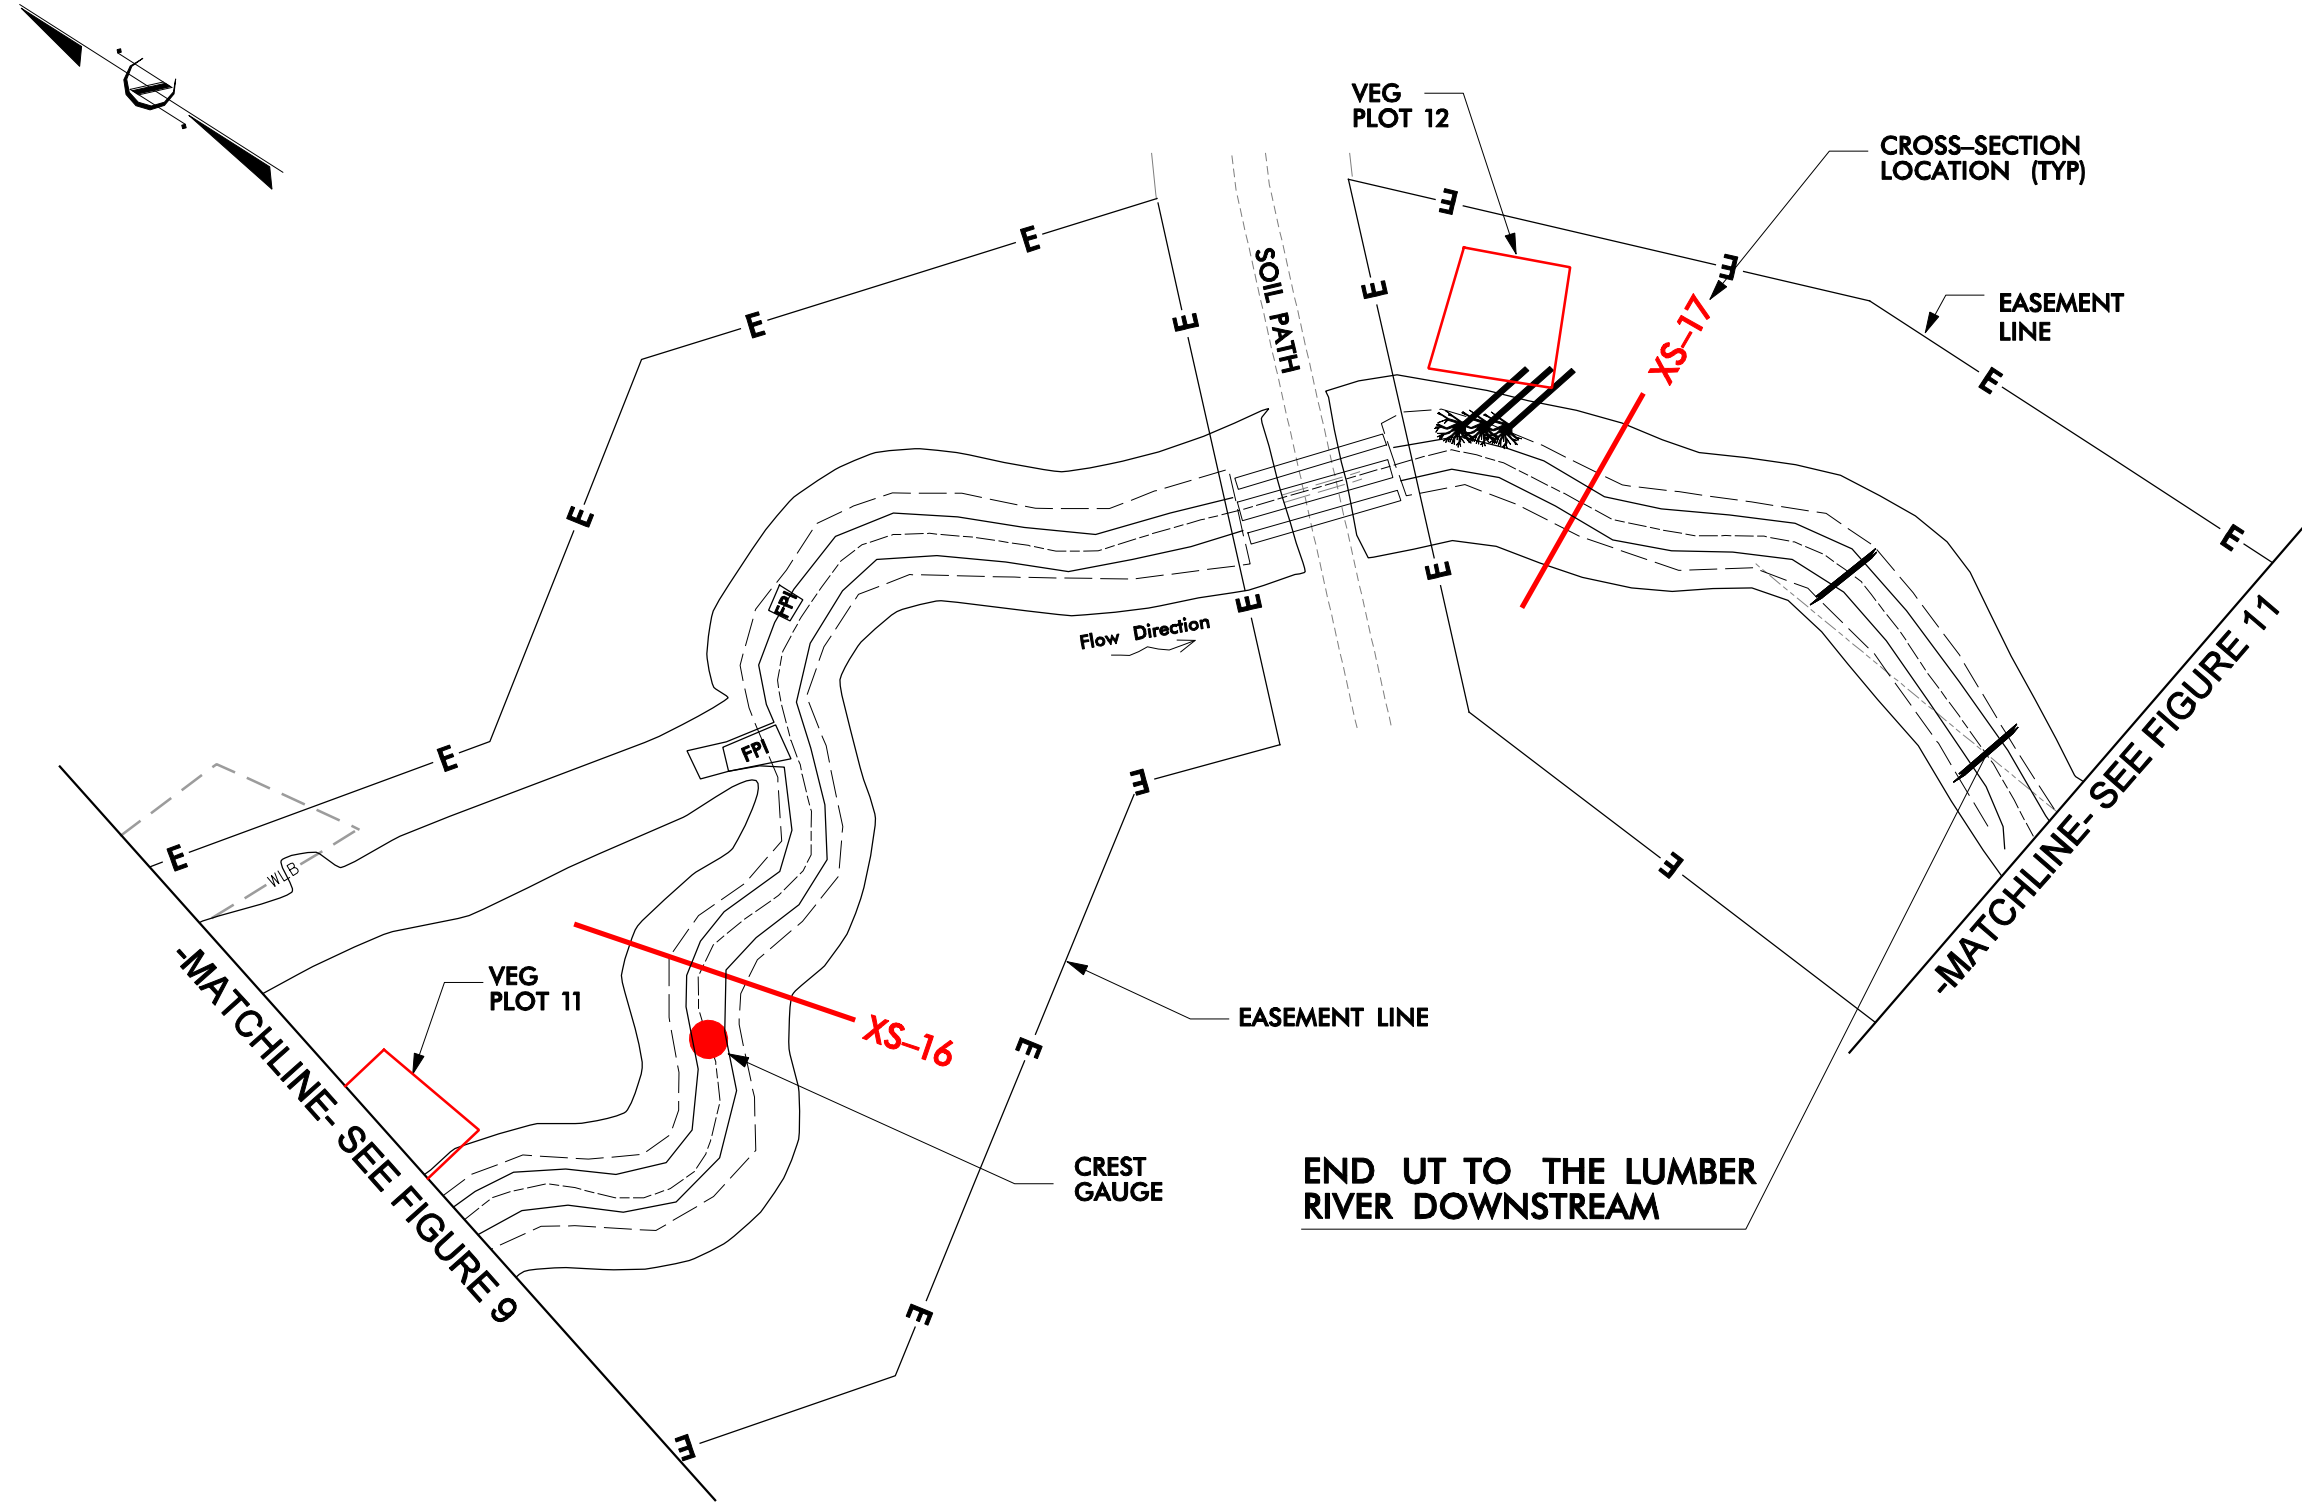 VEG
PLOT 12
CROSS–SECTION
LOCATION (TYP)
E
E
E
E
E
E
SOIL PATH
XS–17
EASEMENT
LINE
E
E
E
E
E
FPI
Flow Direction
-MATCHLINE- SEE FIGURE 11
FPI
E
E
E
E
WLB
VEG
PLOT 11
-MATCHLINE- SEE FIGURE 9
XS–16
EASEMENT LINE
E
CREST
GAUGE
END UT TO THE LUMBER
RIVER DOWNSTREAM
E
E